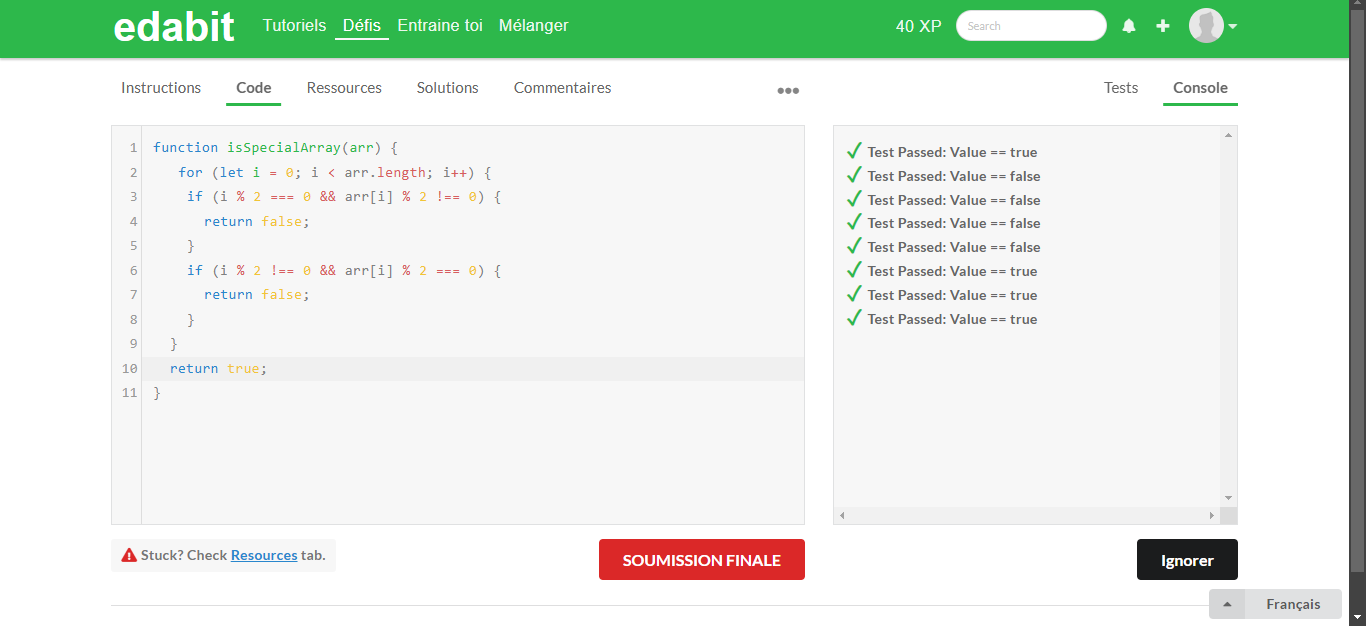 edabit Tutoriels Défis Entraine toi Mélanger 40 XP Search
Instructions Code Ressources Solutions Commentaires ••• Tests Console
1 function isSpecialArray(arr) {
2 for (let i = 0; i < arr.length; i++) {
3 if (i % 2 === 0 && arr[i] % 2 !== 0) {
4 return false;
5 }
6 if (i % 2 !== 0 && arr[i] % 2 === 0) {
7 return false;
8 }
9 }
10 return true;
11 }
Test Passed: Value == true
Test Passed: Value == false
Test Passed: Value == false
Test Passed: Value == false
Test Passed: Value == false
Test Passed: Value == true
Test Passed: Value == true
Test Passed: Value == true
Stuck? Check Resources tab.
SOUMISSION FINALE
Ignorer
Français